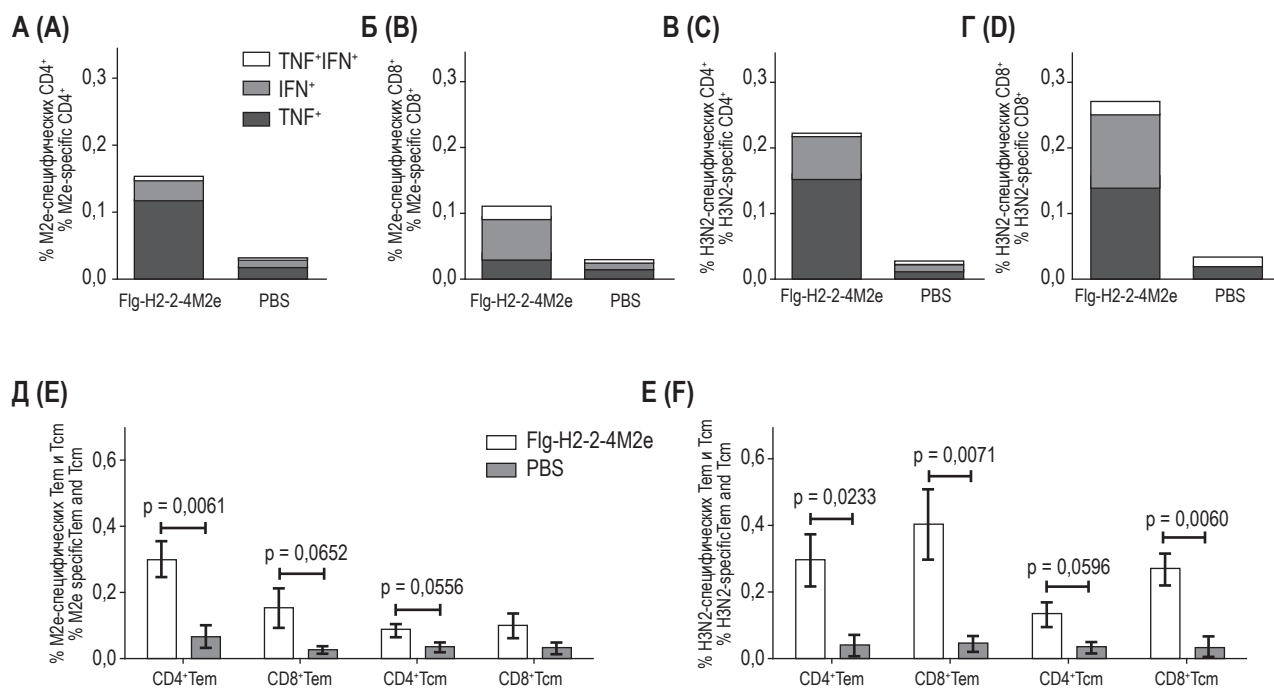 А (A)
% M2e-специфических CD4⁺
% M2e-specific CD4⁺
0,3
0,2
0,1
0,0
TNF⁺IFN⁺
IFN⁺
TNF⁺
Flg-H2-2-4M2e
PBS
Б (B)
% M2e-специфических CD8⁺
% M2e-specific CD8⁺
0,3
0,2
0,1
0,0
Flg-H2-2-4M2e
PBS
В (C)
% H3N2-специфических CD4⁺
% H3N2-specific CD4⁺
0,3
0,2
0,1
0,0
Flg-H2-2-4M2e
PBS
Г (D)
% H3N2-специфических CD8⁺
% H3N2-specific CD8⁺
0,3
0,2
0,1
0,0
Flg-H2-2-4M2e
PBS
Д (E)
% M2e-специфических Tem и Tcm
% M2e specificTem and Tcm
0,6
0,4
0,2
0,0
Flg-H2-2-4M2e
PBS
p = 0,0061
p = 0,0652
p = 0,0556
CD4⁺Tem
CD8⁺Tem
CD4⁺Tcm
CD8⁺Tcm
Е (F)
% H3N2-специфических Tem и Tcm
% H3N2-specificTem and Tcm
0,6
0,4
0,2
0,0
p = 0,0233
p = 0,0071
p = 0,0596
p = 0,0060
CD4⁺Tem
CD8⁺Tem
CD4⁺Tcm
CD8⁺Tcm